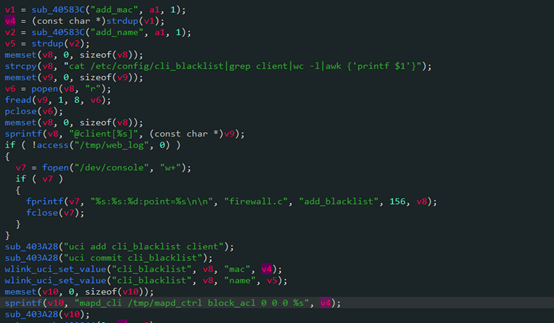 v1 = sub_40583C("add_mac", a1, 1);
v4 = (const char *)strdup(v1);
v2 = sub_40583C("add_name", a1, 1);
v5 = strdup(v2);
memset(v8, 0, sizeof(v8));
strcpy(v8, "cat /etc/config/cli_blacklist|grep client|wc -l|awk {'printf $1'}");
memset(v9, 0, sizeof(v9));
v6 = popen(v8, "r");
fread(v9, 1, 8, v6);
pclose(v6);
memset(v8, 0, sizeof(v8));
sprintf(v8, "@client[%s]", (const char *)v9);
if ( !access("/tmp/web_log", 0) )
{
v7 = fopen("/dev/console", "w+");
if ( v7 )
{
fprintf(v7, "%s:%s:%d:point=%s\n\n", "firewall.c", "add_blacklist", 156, v8);
fclose(v7);
}
}
sub_403A28("uci add cli_blacklist client");
sub_403A28("uci commit cli_blacklist");
wlink_uci_set_value("cli_blacklist", v8, "mac", v4);
wlink_uci_set_value("cli_blacklist", v8, "name", v5);
memset(v10, 0, sizeof(v10));
sprintf(v10, "mapd_cli /tmp/mapd_ctrl block_acl 0 0 0 %s", v4);
sub_403A28(v10);